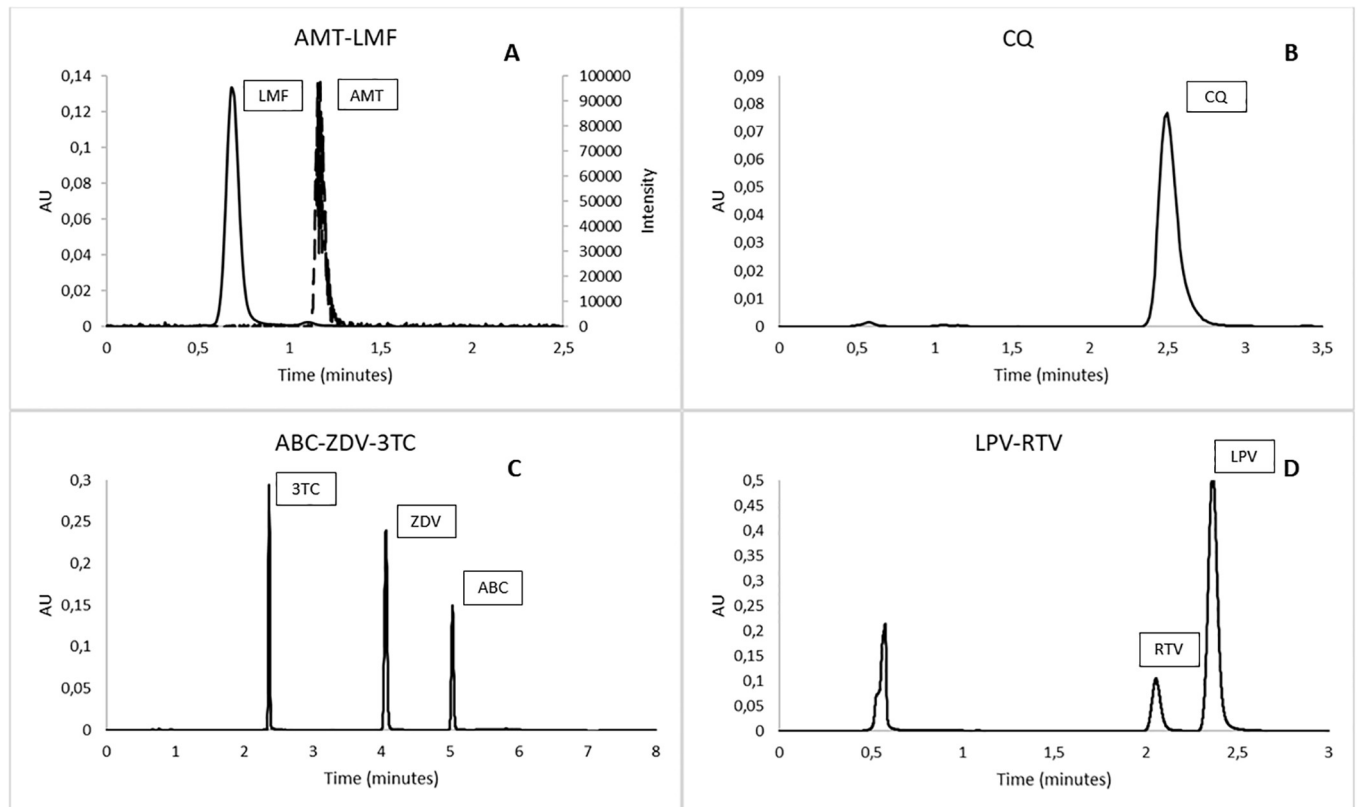 AMT-LMF
A
0,14
0,12
0,1
0,08
0,06
0,04
0,02
0
AU
LMF
AMT
100000
90000
80000
70000
60000
50000
40000
30000
20000
10000
0
Intensity
0 0,5 1 1,5 2 2,5
Time (minutes)
CQ
B
0,09
0,08
0,07
0,06
0,05
0,04
0,03
0,02
0,01
0
AU
CQ
0 0,5 1 1,5 2 2,5 3 3,5
Time (minutes)
ABC-ZDV-3TC
C
0,3
0,25
0,2
0,15
0,1
0,05
0
AU
3TC
ZDV
ABC
0 1 2 3 4 5 6 7 8
Time (minutes)
LPV-RTV
D
0,5
0,45
0,4
0,35
0,3
0,25
0,2
0,15
0,1
0,05
0
AU
LPV
RTV
0 0,5 1 1,5 2 2,5 3
Time (minutes)